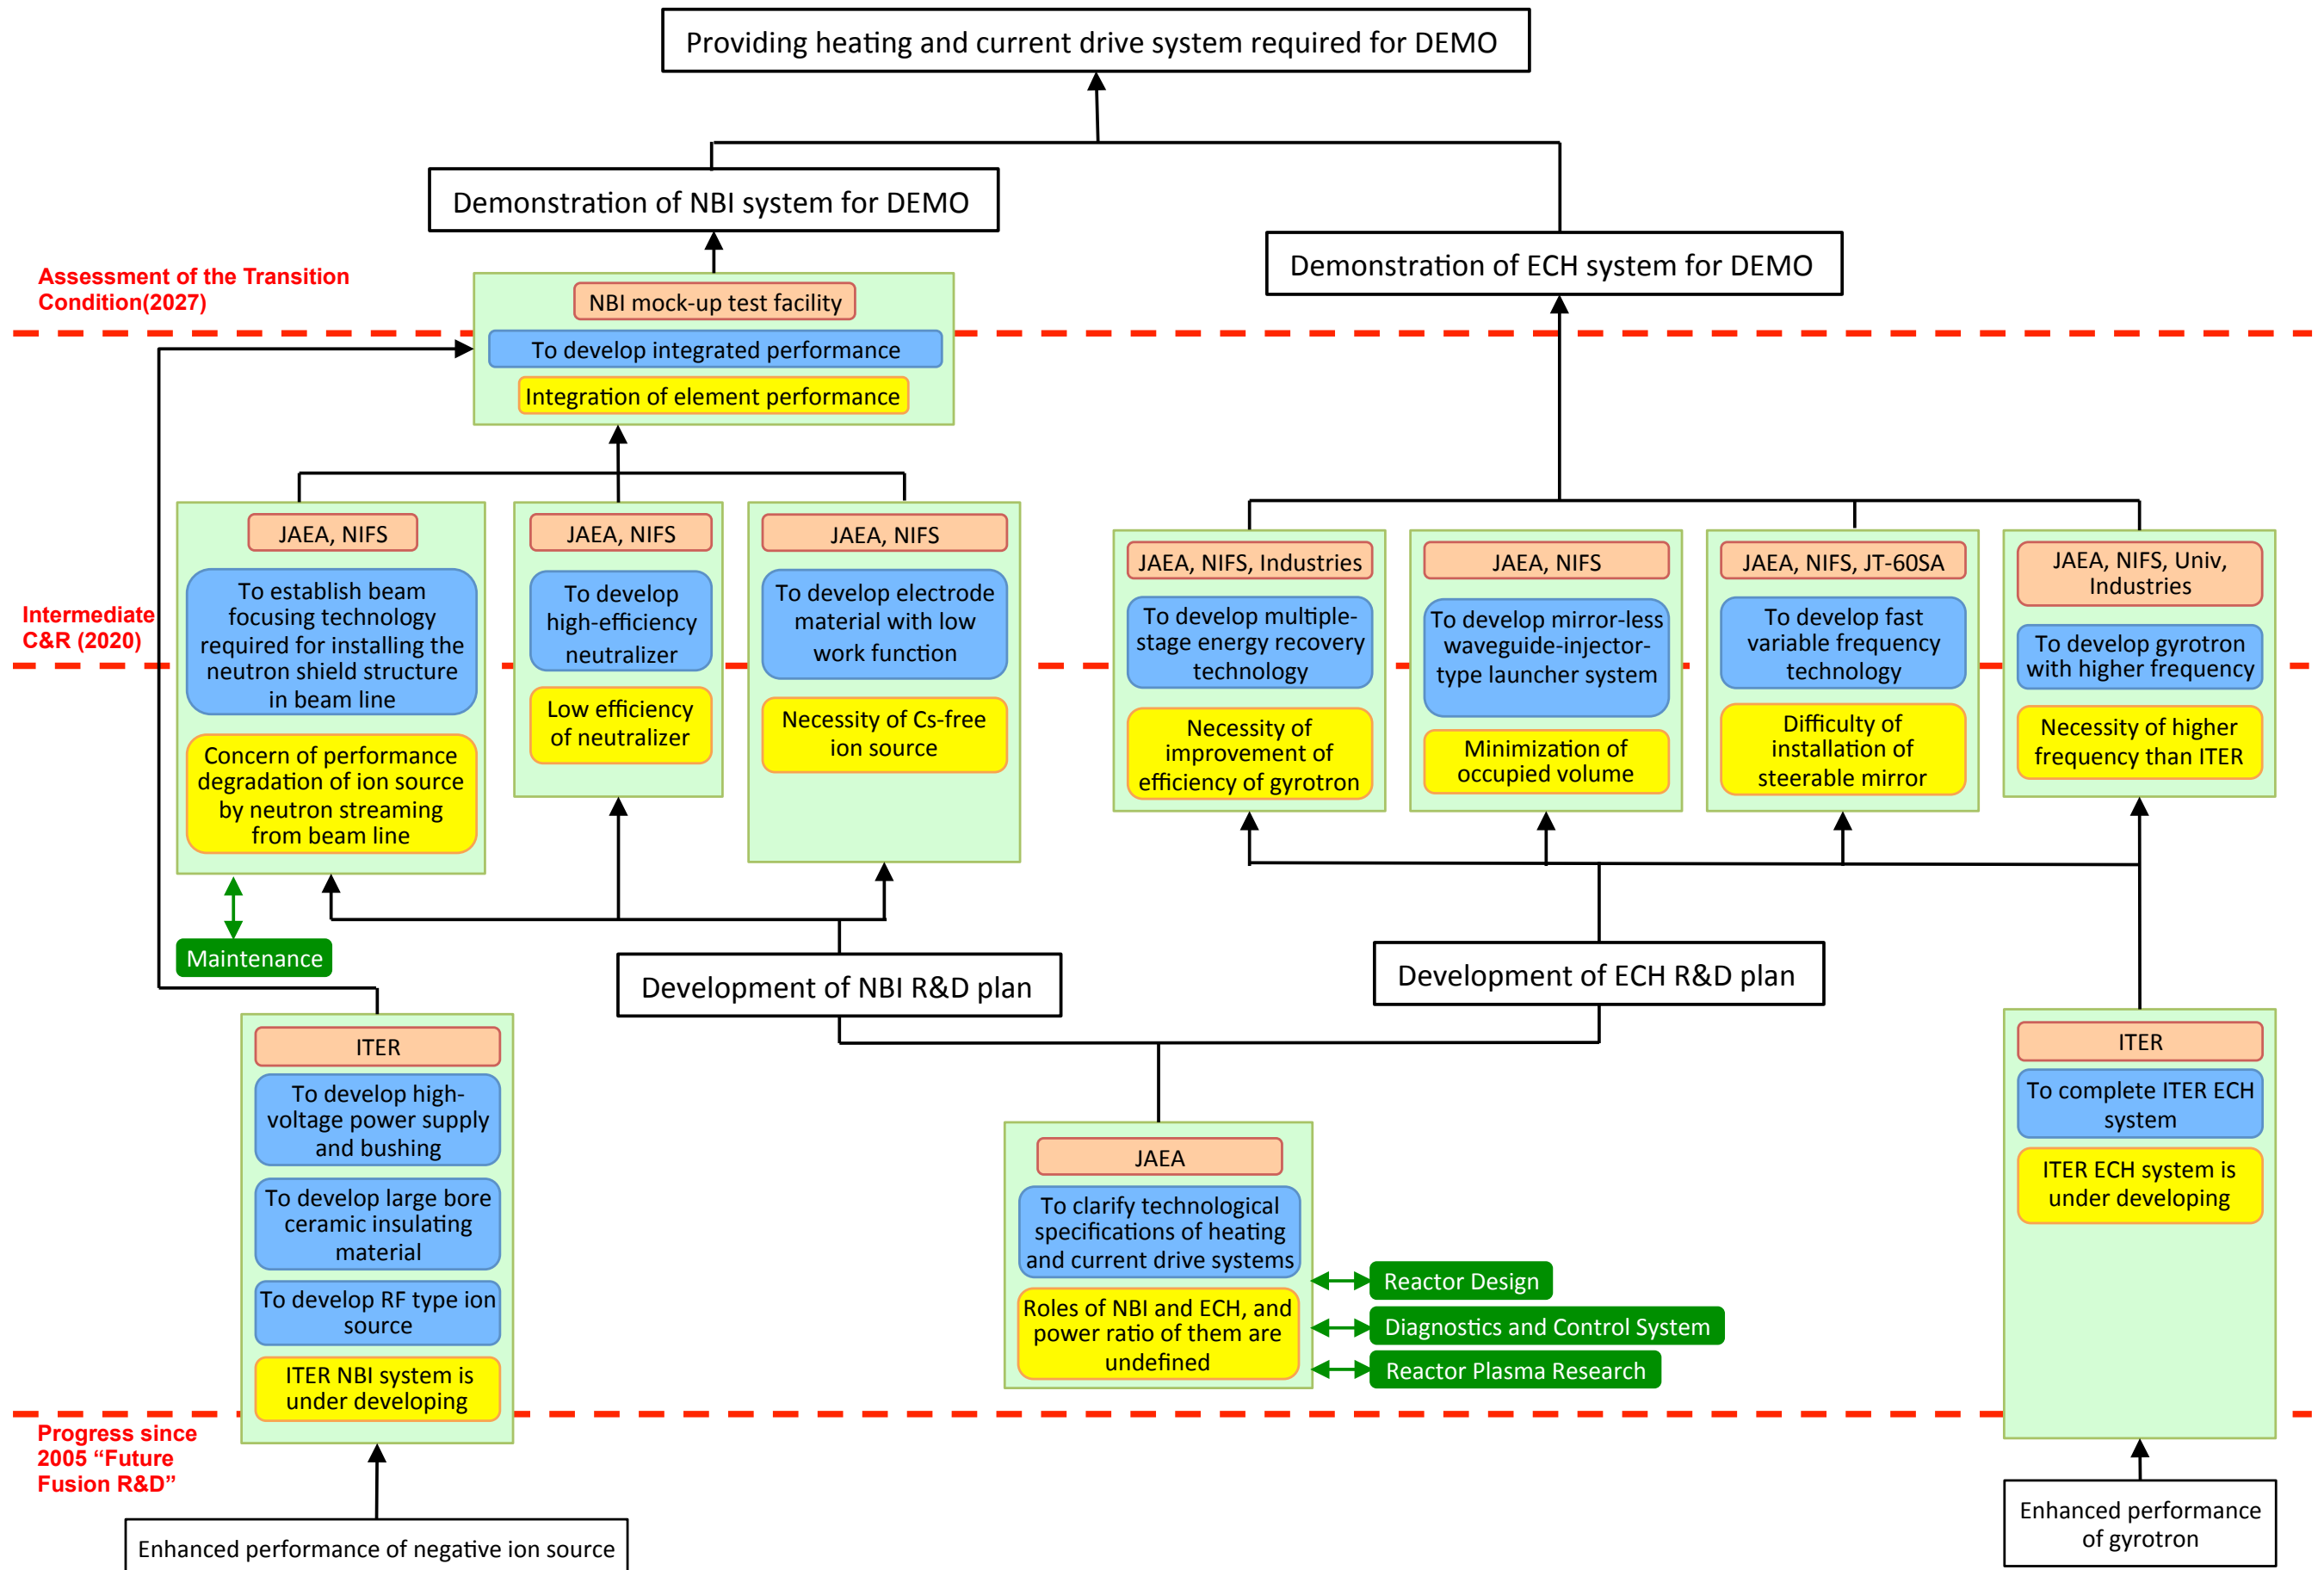 Providing heating and current drive system required for DEMO
Demonstration of NBI system for DEMO
Demonstration of ECH system for DEMO
Assessment of the Transition
Condition(2027)
NBI mock-up test facility
To develop integrated performance
Integration of element performance
Intermediate
C&R (2020)
JAEA, NIFS
To establish beam
focusing technology
required for installing the
neutron shield structure
in beam line
Concern of performance
degradation of ion source
by neutron streaming
from beam line
JAEA, NIFS
To develop
high-efficiency
neutralizer
Low efficiency
of neutralizer
JAEA, NIFS
To develop electrode
material with low
work function
Necessity of Cs-free
ion source
JAEA, NIFS, Industries
To develop multiple-
stage energy recovery
technology
Necessity of
improvement of
efficiency of gyrotron
JAEA, NIFS
To develop mirror-less
waveguide-injector-
type launcher system
Minimization of
occupied volume
JAEA, NIFS, JT-60SA
To develop fast
variable frequency
technology
Difficulty of
installation of
steerable mirror
JAEA, NIFS, Univ,
Industries
To develop gyrotron
with higher frequency
Necessity of higher
frequency than ITER
Maintenance
Development of NBI R&D plan
Development of ECH R&D plan
ITER
To develop high-
voltage power supply
and bushing
To develop large bore
ceramic insulating
material
To develop RF type ion
source
ITER NBI system is
under developing
JAEA
To clarify technological
specifications of heating
and current drive systems
Roles of NBI and ECH, and
power ratio of them are
undefined
Reactor Design
Diagnostics and Control System
Reactor Plasma Research
ITER
To complete ITER ECH
system
ITER ECH system is
under developing
Progress since
2005 “Future
Fusion R&D”
Enhanced performance of negative ion source
Enhanced performance
of gyrotron